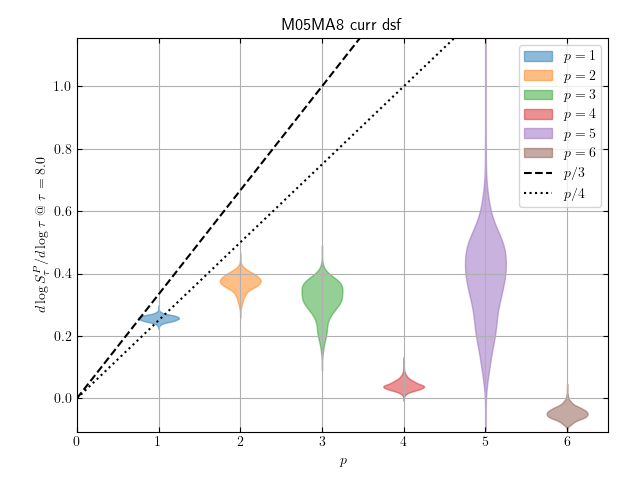 M05MA8 curr dsf
d log S_τ^P / d log τ @ τ = 8.0
1.0
0.8
0.6
0.4
0.2
0.0
0 1 2 3 4 5 6
p
p = 1
p = 2
p = 3
p = 4
p = 5
p = 6
p/3
p/4